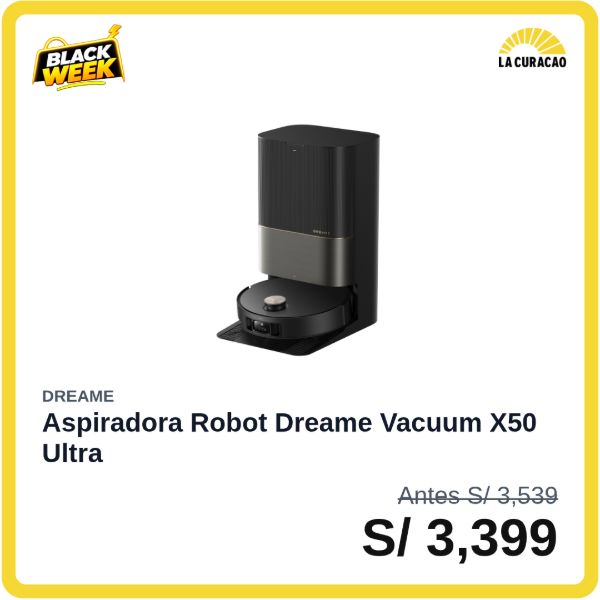 BLACK
WEEK
LA CURACAO
DREAME
Aspiradora Robot Dreame Vacuum X50
Ultra
Antes S/ 3,539
S/ 3,399